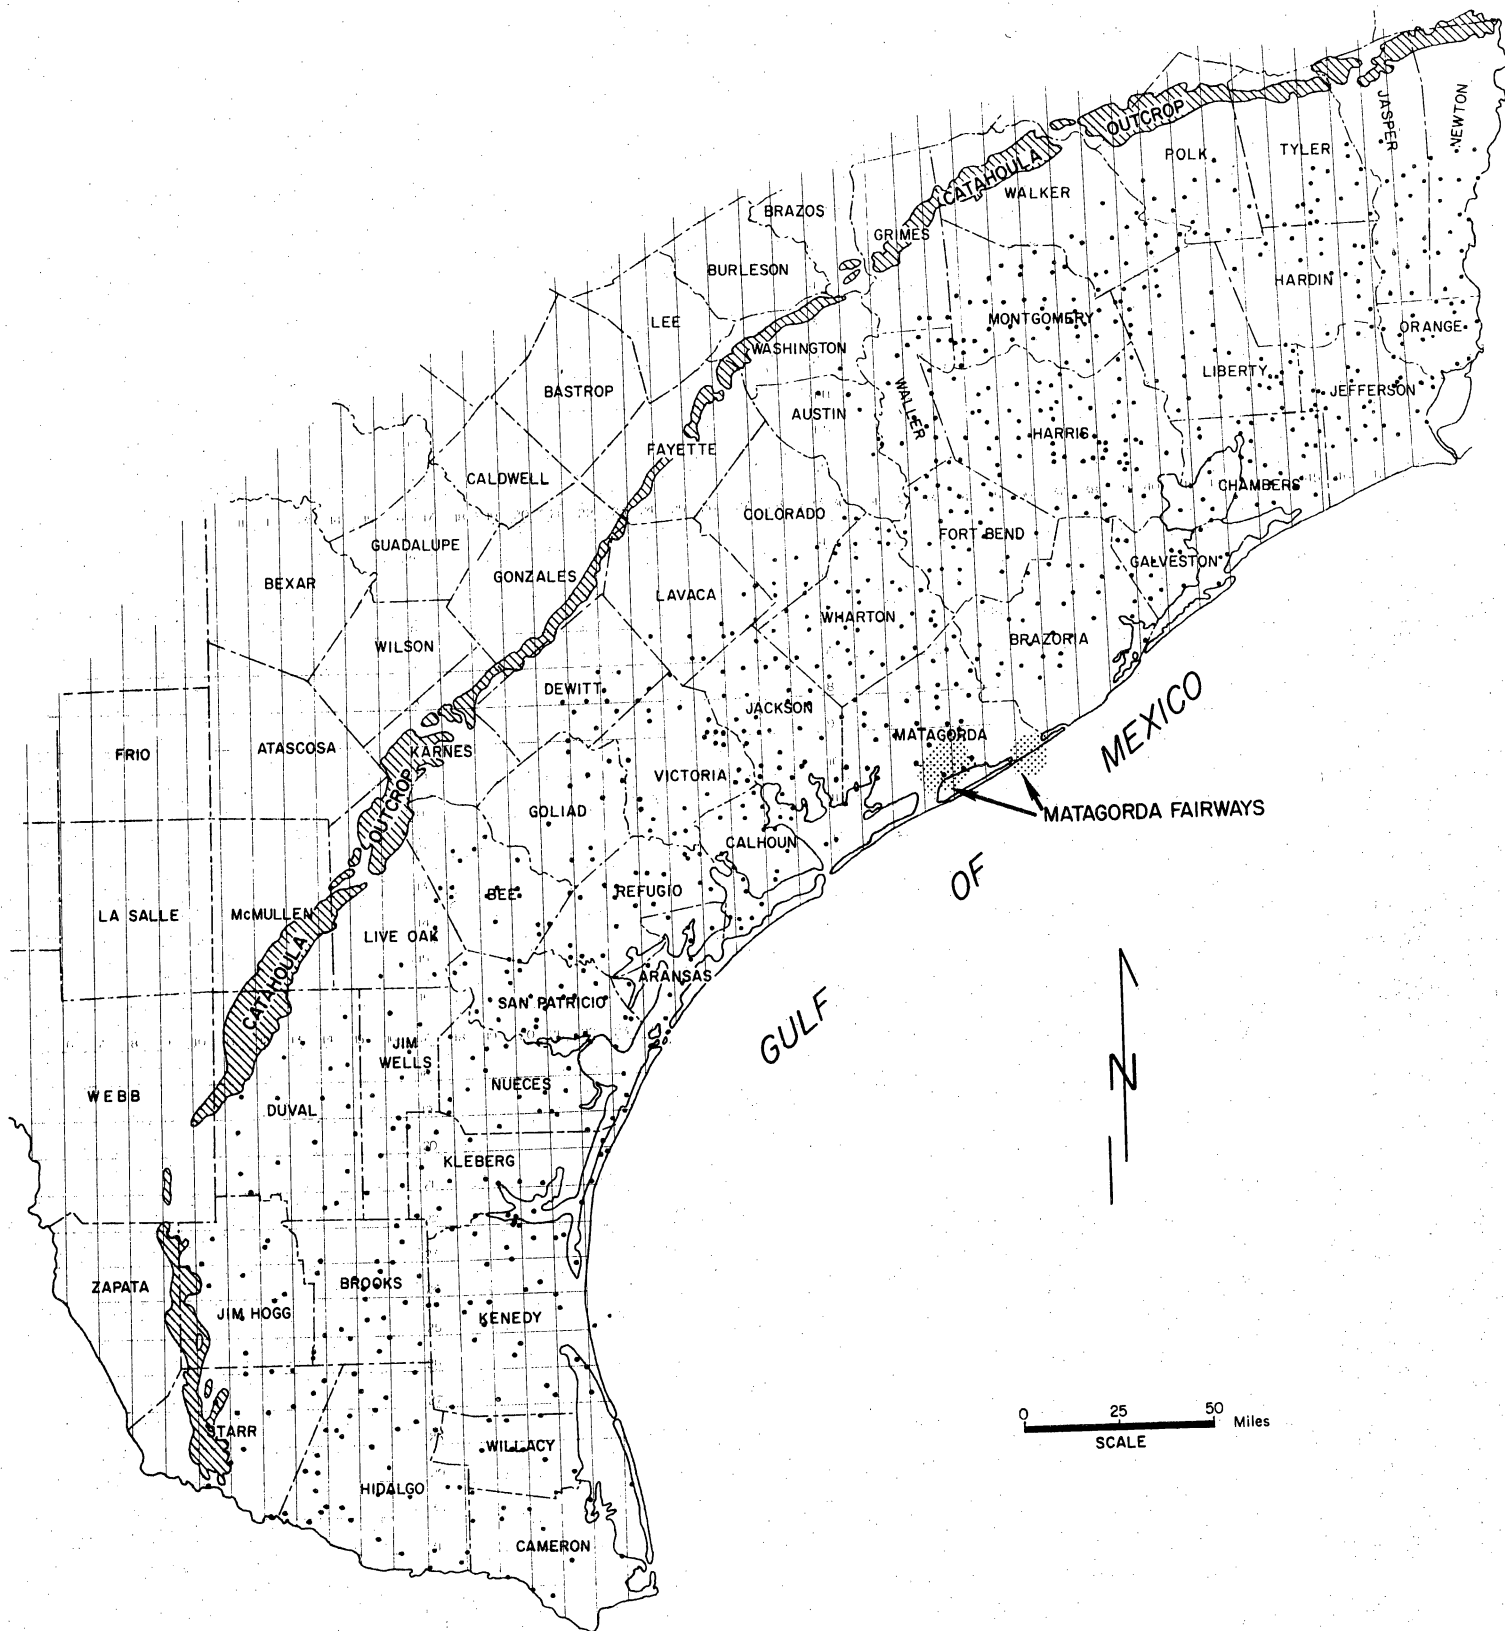 JASPER
NEWTON
OUTCROP
POLK
TYLER
CATAHOULA
WALKER
BRAZOS
GRIMES
BURLESON
HARDIN
LEE
MONTGOMERY
ORANGE
WASHINGTON
LIBERTY
BASTROP
JEFFERSON
AUSTIN
WALLER
HARRIS
FAYETTE
CALDWELL
CHAMBERS
COLORADO
FORT BEND
GUADALUPE
GALVESTON
GONZALES
BEXAR
LAVACA
WHARTON
BRAZORIA
WILSON
DEWITT
JACKSON
MATAGORDA
FRIO
ATASCOSA
KARNES
VICTORIA
GOLIAD
OUTCROP
MATAGORDA FAIRWAYS
CALHOUN
GULF
OF
MEXICO
BEE
REFUGIO
LA SALLE
McMULLEN
LIVE OAK
CATAHOULA
ARANSAS
SAN PATRICIO
JIM
WELLS
NUECES
N
WEBB
DUVAL
KLEBERG
ZAPATA
BROOKS
JIM HOGG
KENEDY
0 25 50 Miles
SCALE
STARR
WILLACY
HIDALGO
CAMERON